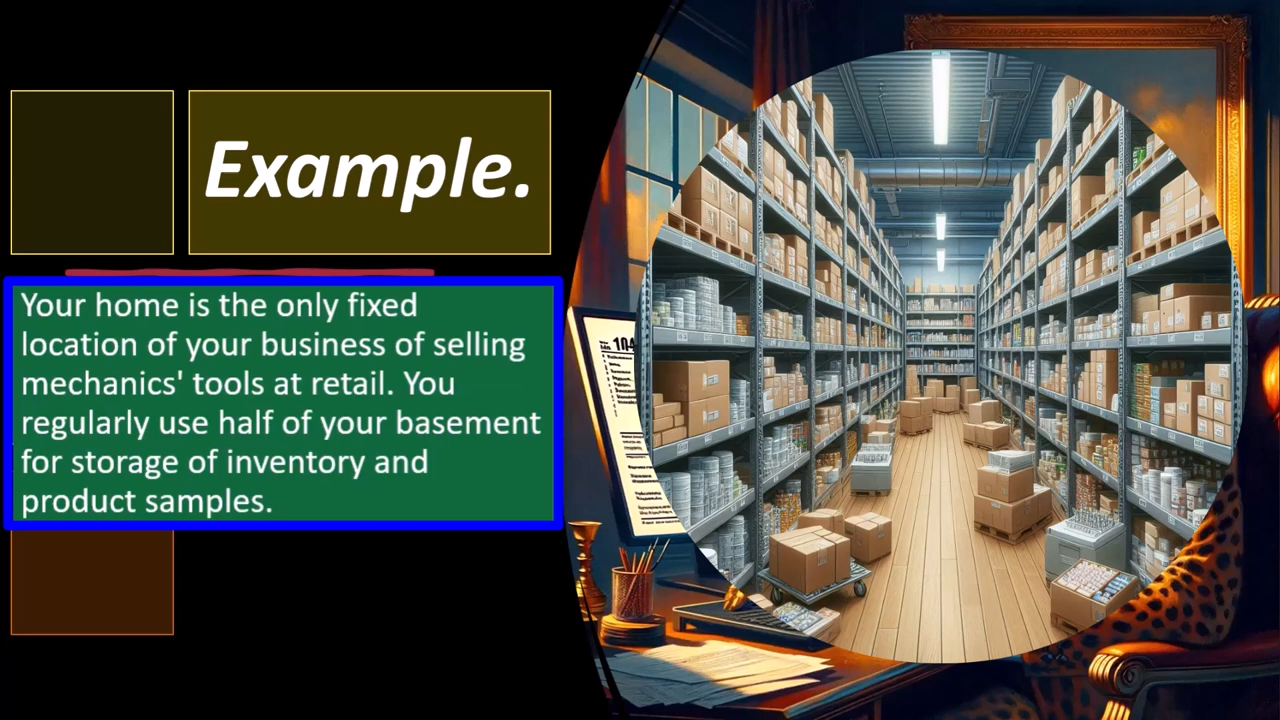 Example.
Your home is the only fixed
location of your business of selling
mechanics' tools at retail. You
regularly use half of your basement
for storage of inventory and
product samples.